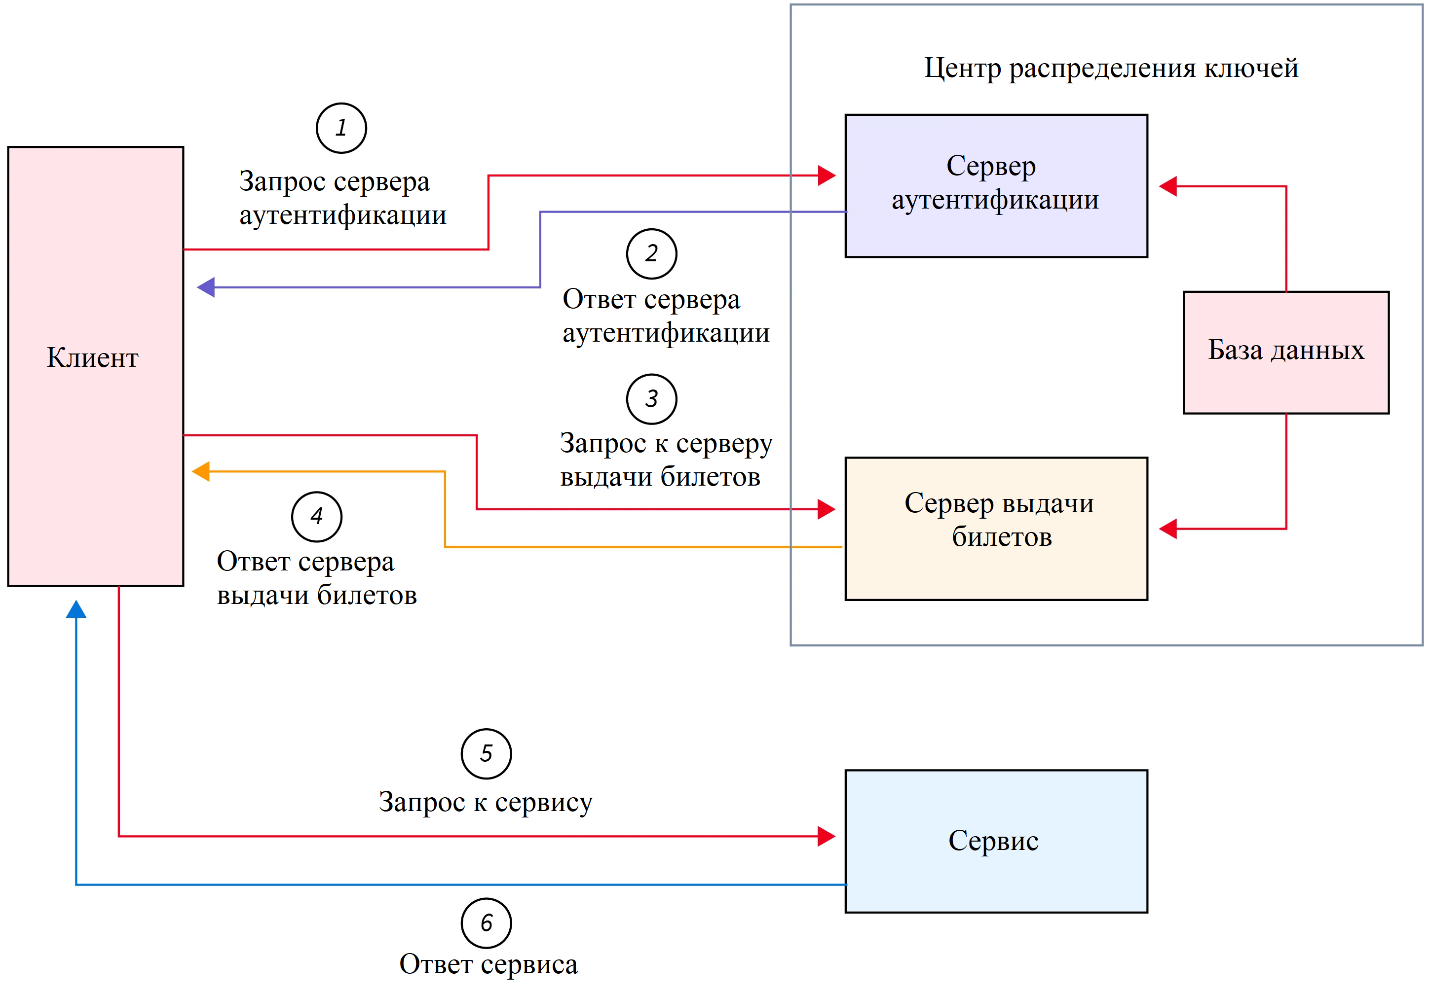 Центр распределения ключей
1
Запрос сервера
аутентификации
Сервер
аутентификации
2
Ответ сервера
аутентификации
База данных
Клиент
3
Запрос к серверу
выдачи билетов
Сервер выдачи
билетов
4
Ответ сервера
выдачи билетов
5
Запрос к сервису
Сервис
6
Ответ сервиса